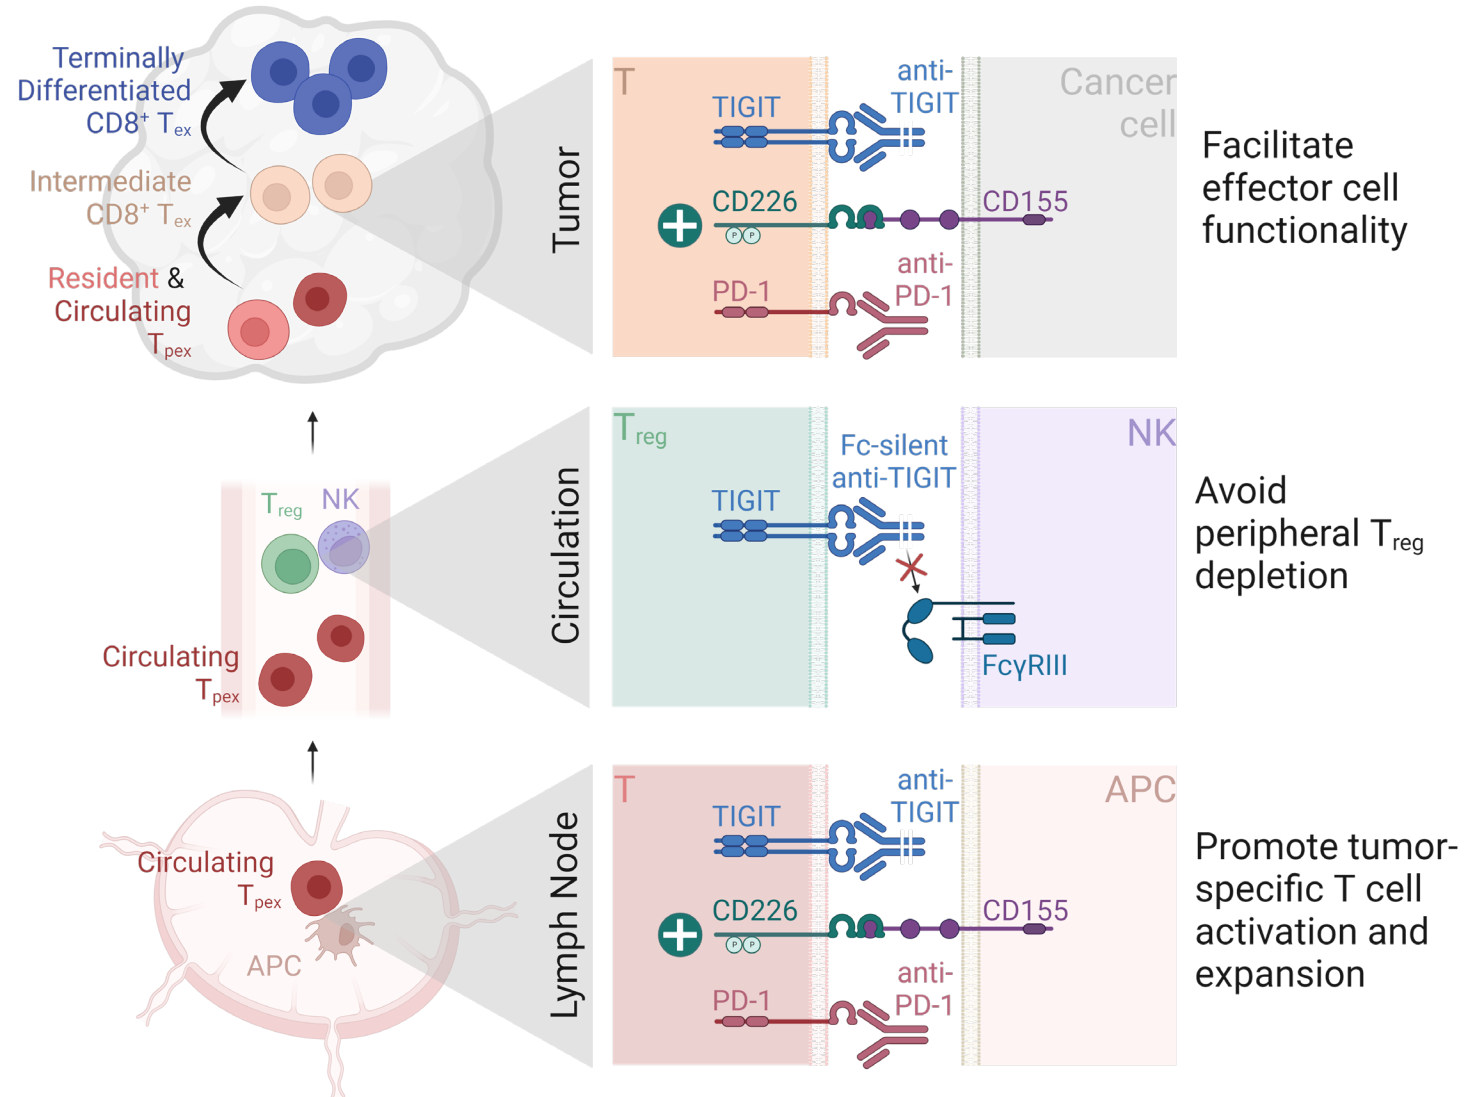 Terminally
Differentiated
CD8+ Tex
Intermediate
CD8+ Tex
Resident &
Circulating
Tpex
Tumor
T
TIGIT
anti-
TIGIT
Cancer
cell
CD226
P P
CD155
PD-1
anti-
PD-1
Facilitate
effector cell
functionality
Treg
NK
Circulating
Tpex
Circulation
Treg
TIGIT
Fc-silent
anti-TIGIT
NK
FcγRIII
Avoid
peripheral Treg
depletion
Circulating
Tpex
APC
Lymph Node
T
TIGIT
anti-
TIGIT
APC
CD226
P P
CD155
PD-1
anti-
PD-1
Promote tumor-
specific T cell
activation and
expansion